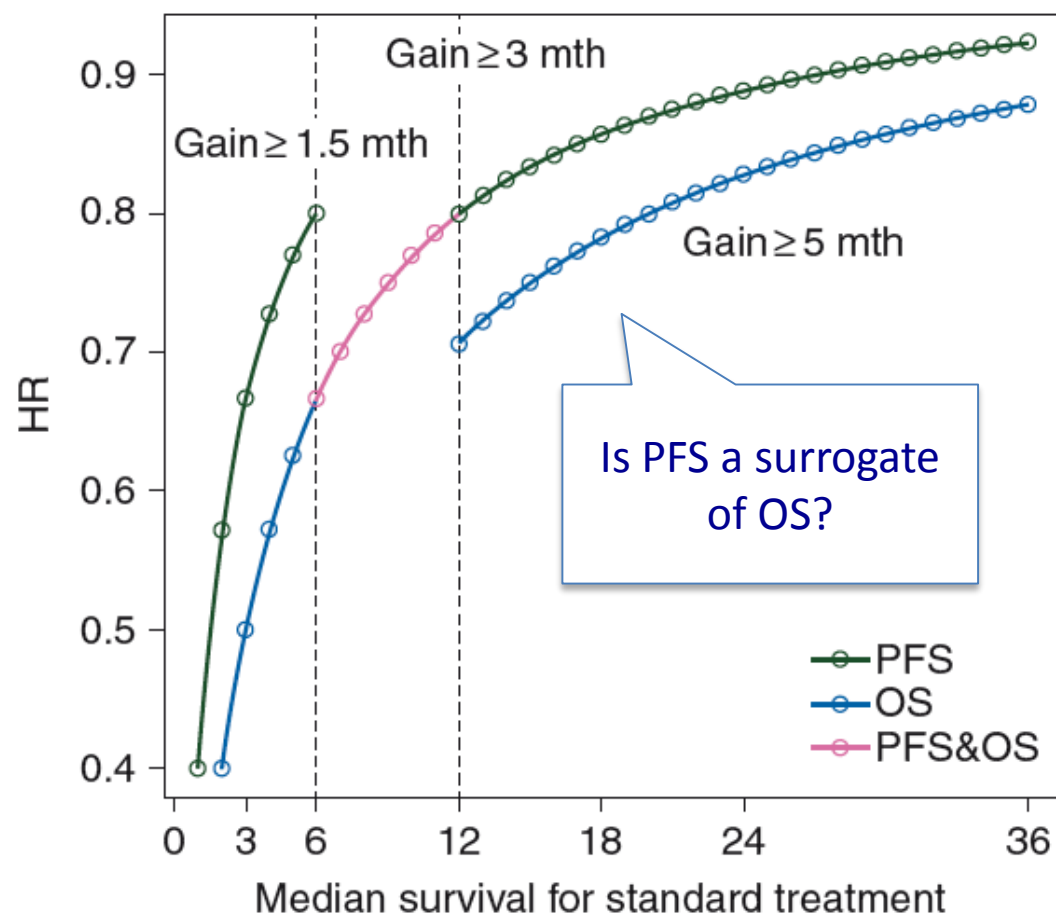 Gain ≥ 3 mth
Gain ≥ 1.5 mth
Gain ≥ 5 mth
Is PFS a surrogate
of OS?
HR
0.9
0.8
0.7
0.6
0.5
0.4
PFS
OS
PFS&OS
0 3 6 12 18 24 36
Median survival for standard treatment